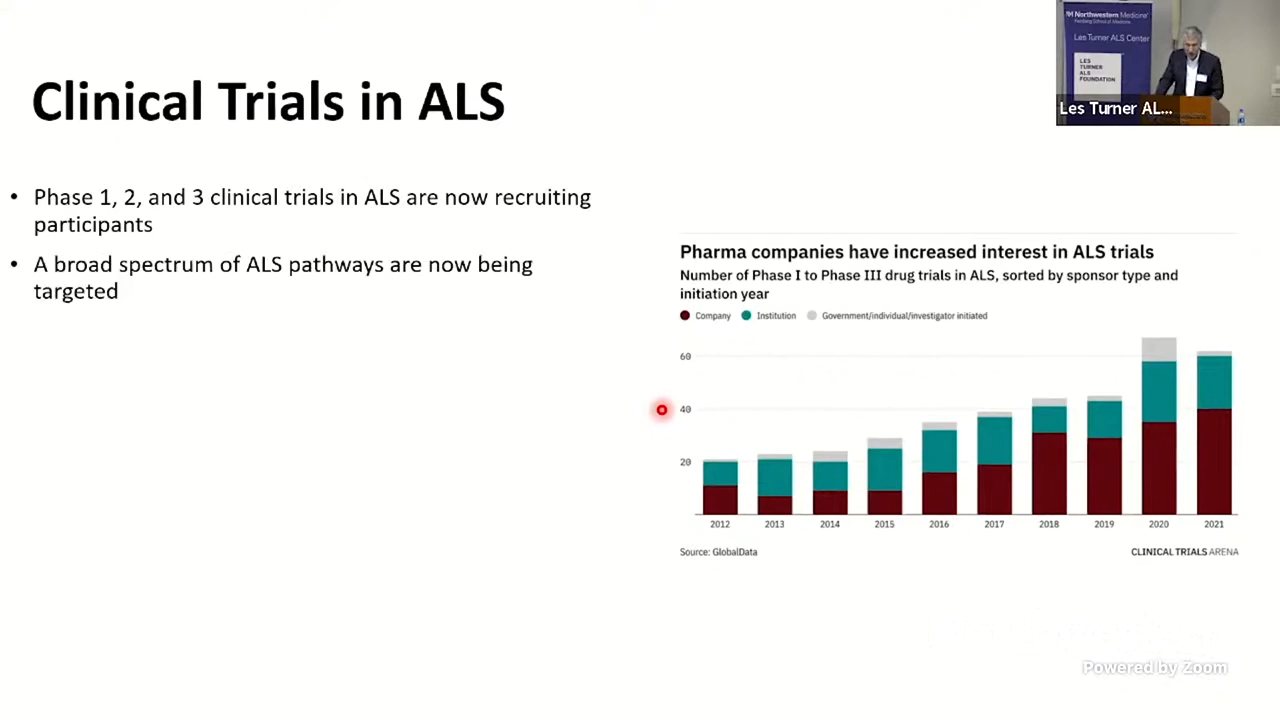 Clinical Trials in ALS
• Phase 1, 2, and 3 clinical trials in ALS are now recruiting
participants
• A broad spectrum of ALS pathways are now being
targeted
Northwestern Medicine
Feinberg School of Medicine
Les Turner ALS Center
LES
TURNER
ALS
FOUNDATION
Les Turner AL...
Pharma companies have increased interest in ALS trials
Number of Phase I to Phase III drug trials in ALS, sorted by sponsor type and
initiation year
Company Institution Government/individual/investigator initiated
60
40
20
2012 2013 2014 2015 2016 2017 2018 2019 2020 2021
Source: GlobalData CLINICAL TRIALS ARENA
Powered by Zoom